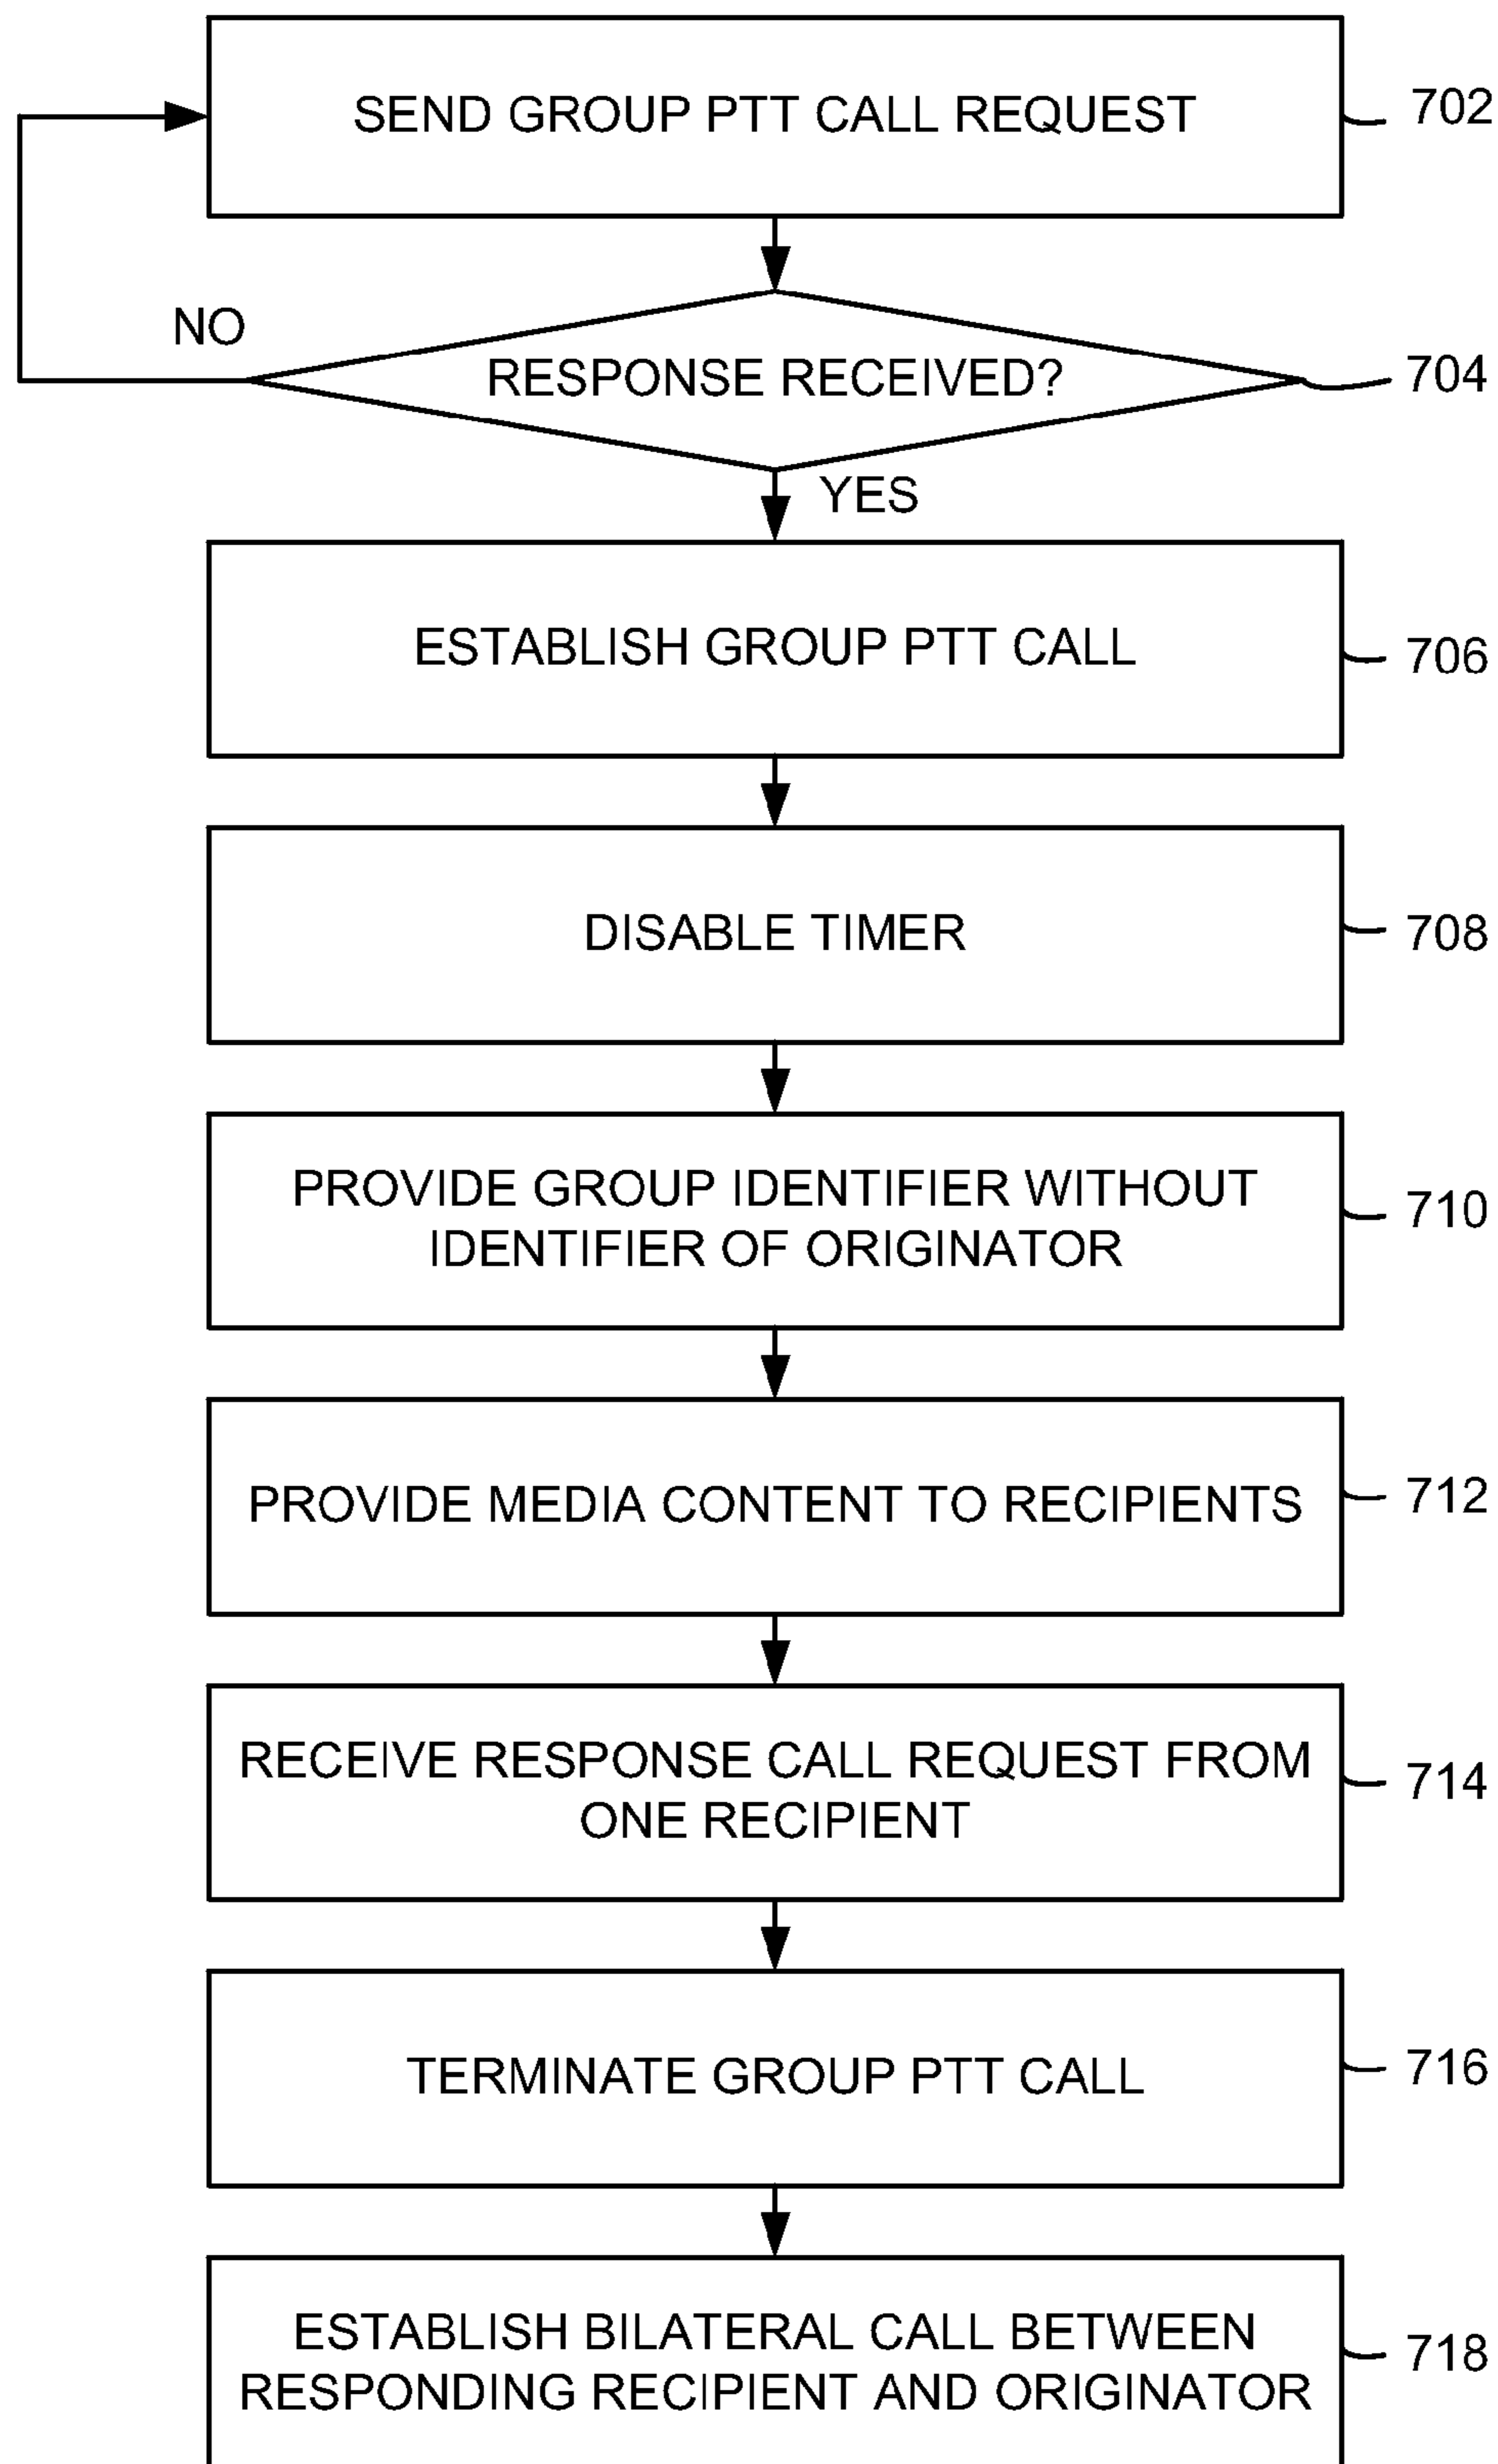 SEND GROUP PTT CALL REQUEST
702
NO
RESPONSE RECEIVED?
704
YES
ESTABLISH GROUP PTT CALL
706
DISABLE TIMER
708
PROVIDE GROUP IDENTIFIER WITHOUT
IDENTIFIER OF ORIGINATOR
710
PROVIDE MEDIA CONTENT TO RECIPIENTS
712
RECEIVE RESPONSE CALL REQUEST FROM
ONE RECIPIENT
714
TERMINATE GROUP PTT CALL
716
ESTABLISH BILATERAL CALL BETWEEN
RESPONDING RECIPIENT AND ORIGINATOR
718